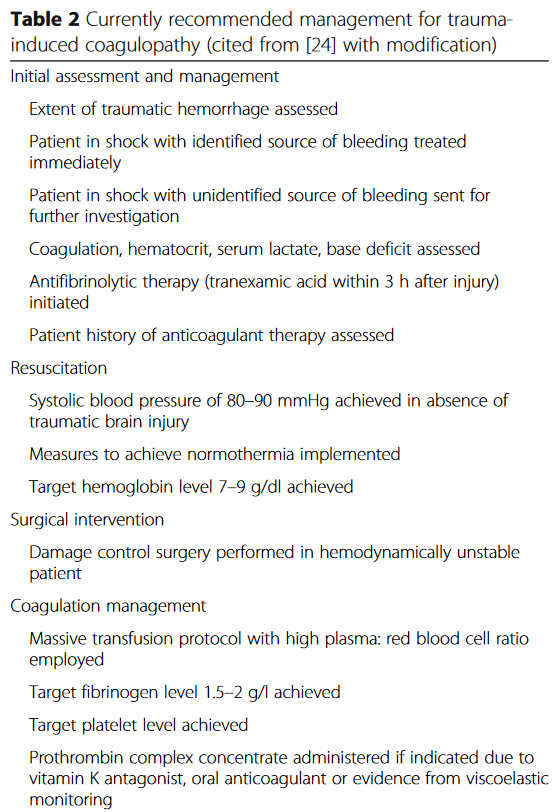 Table 2 Currently recommended management for trauma-
induced coagulopathy (cited from [24] with modification)
Initial assessment and management
Extent of traumatic hemorrhage assessed
Patient in shock with identified source of bleeding treated
immediately
Patient in shock with unidentified source of bleeding sent for
further investigation
Coagulation, hematocrit, serum lactate, base deficit assessed
Antifibrinolytic therapy (tranexamic acid within 3 h after injury)
initiated
Patient history of anticoagulant therapy assessed
Resuscitation
Systolic blood pressure of 80–90 mmHg achieved in absence of
traumatic brain injury
Measures to achieve normothermia implemented
Target hemoglobin level 7–9 g/dl achieved
Surgical intervention
Damage control surgery performed in hemodynamically unstable
patient
Coagulation management
Massive transfusion protocol with high plasma: red blood cell ratio
employed
Target fibrinogen level 1.5–2 g/l achieved
Target platelet level achieved
Prothrombin complex concentrate administered if indicated due to
vitamin K antagonist, oral anticoagulant or evidence from viscoelastic
monitoring